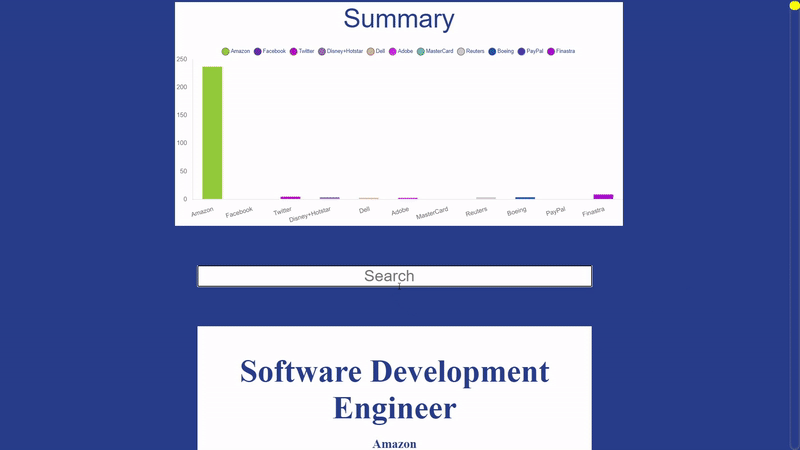 Summary
Amazon Facebook Twitter Disney+Hotstar Dell Adobe MasterCard Reuters Boeing PayPal Finastra
250
200
150
100
50
0
Amazon Facebook Twitter Disney+Hotstar Dell Adobe MasterCard Reuters Boeing PayPal Finastra
Search
Software Development
Engineer
Amazon